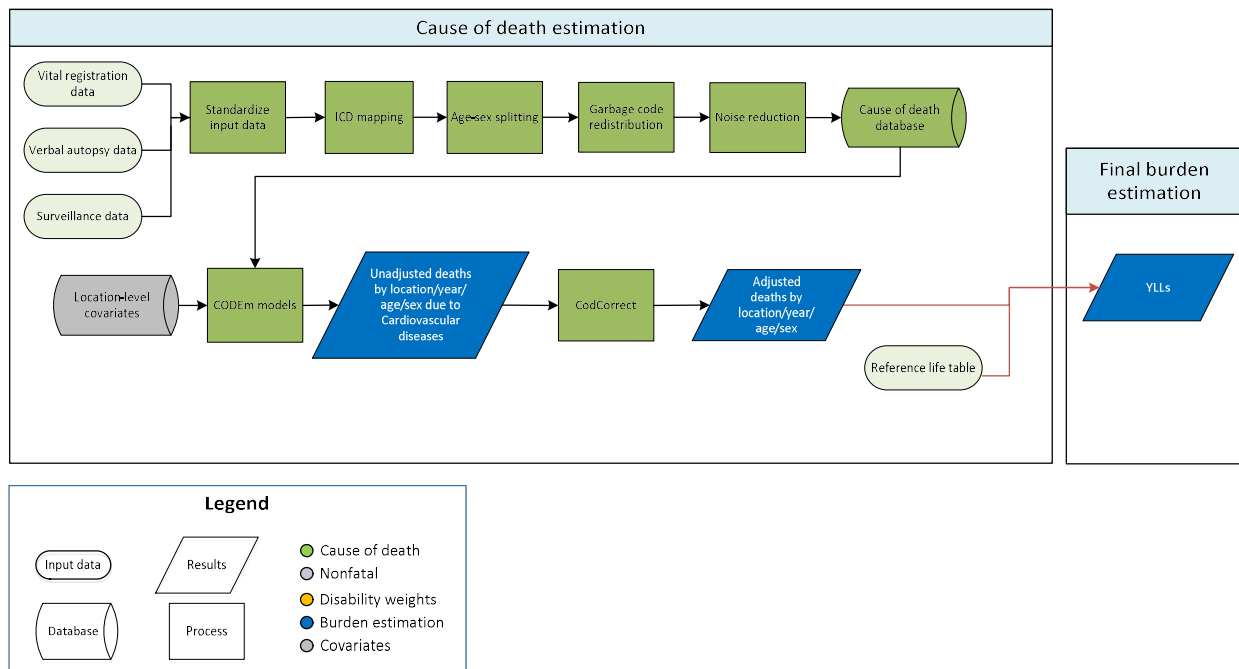 Cause of death estimation
Vital registration
data
Verbal autopsy data
Surveillance data
Standardize
input data
ICD mapping
Age-sex splitting
Garbage code
redistribution
Noise reduction
Cause of death
database
Location-level
covariates
CODEm models
Unadjusted deaths
by location/year/
age/sex due to
Cardiovascular
diseases
CodCorrect
Adjusted
deaths by
location/year/
age/sex
Reference life table
Final burden
estimation
YLLs
Legend
Input data
Results
Database
Process
Cause of death
Nonfatal
Disability weights
Burden estimation
Covariates